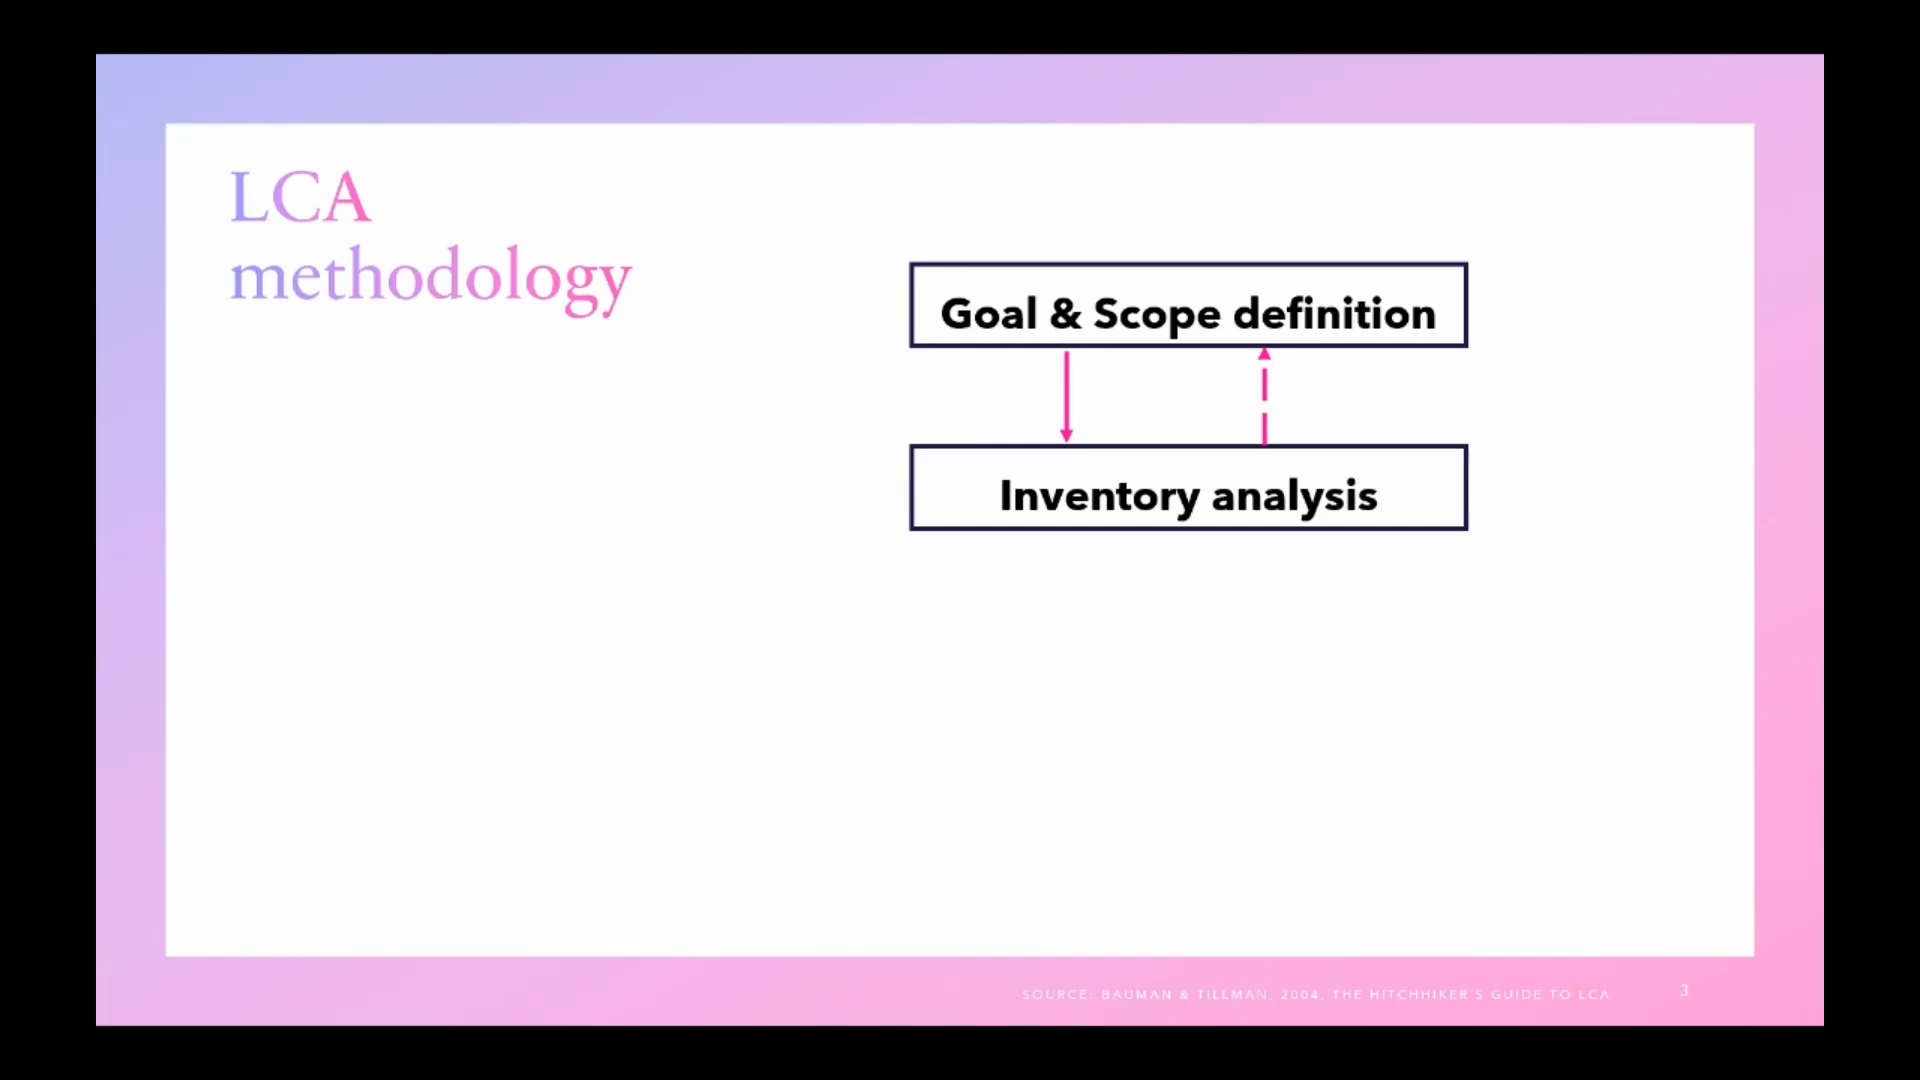 LCA
methodology
Goal & Scope definition
Inventory analysis
SOURCE: BAUMAN & TILLMAN, 2004, THE HITCHHIKER'S GUIDE TO LCA
3